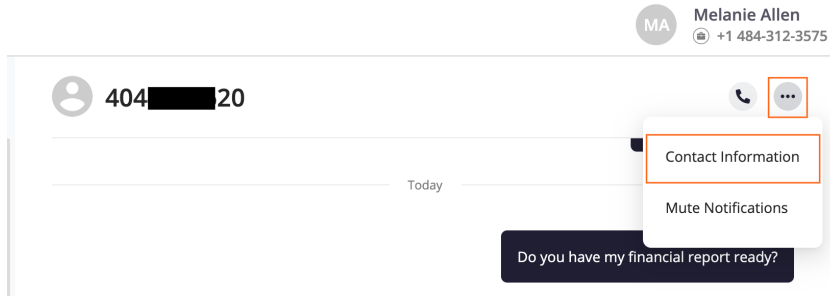 MA
Melanie Allen
+1 484-312-3575
404 20
Contact Information
Today
Mute Notifications
Do you have my financial report ready?